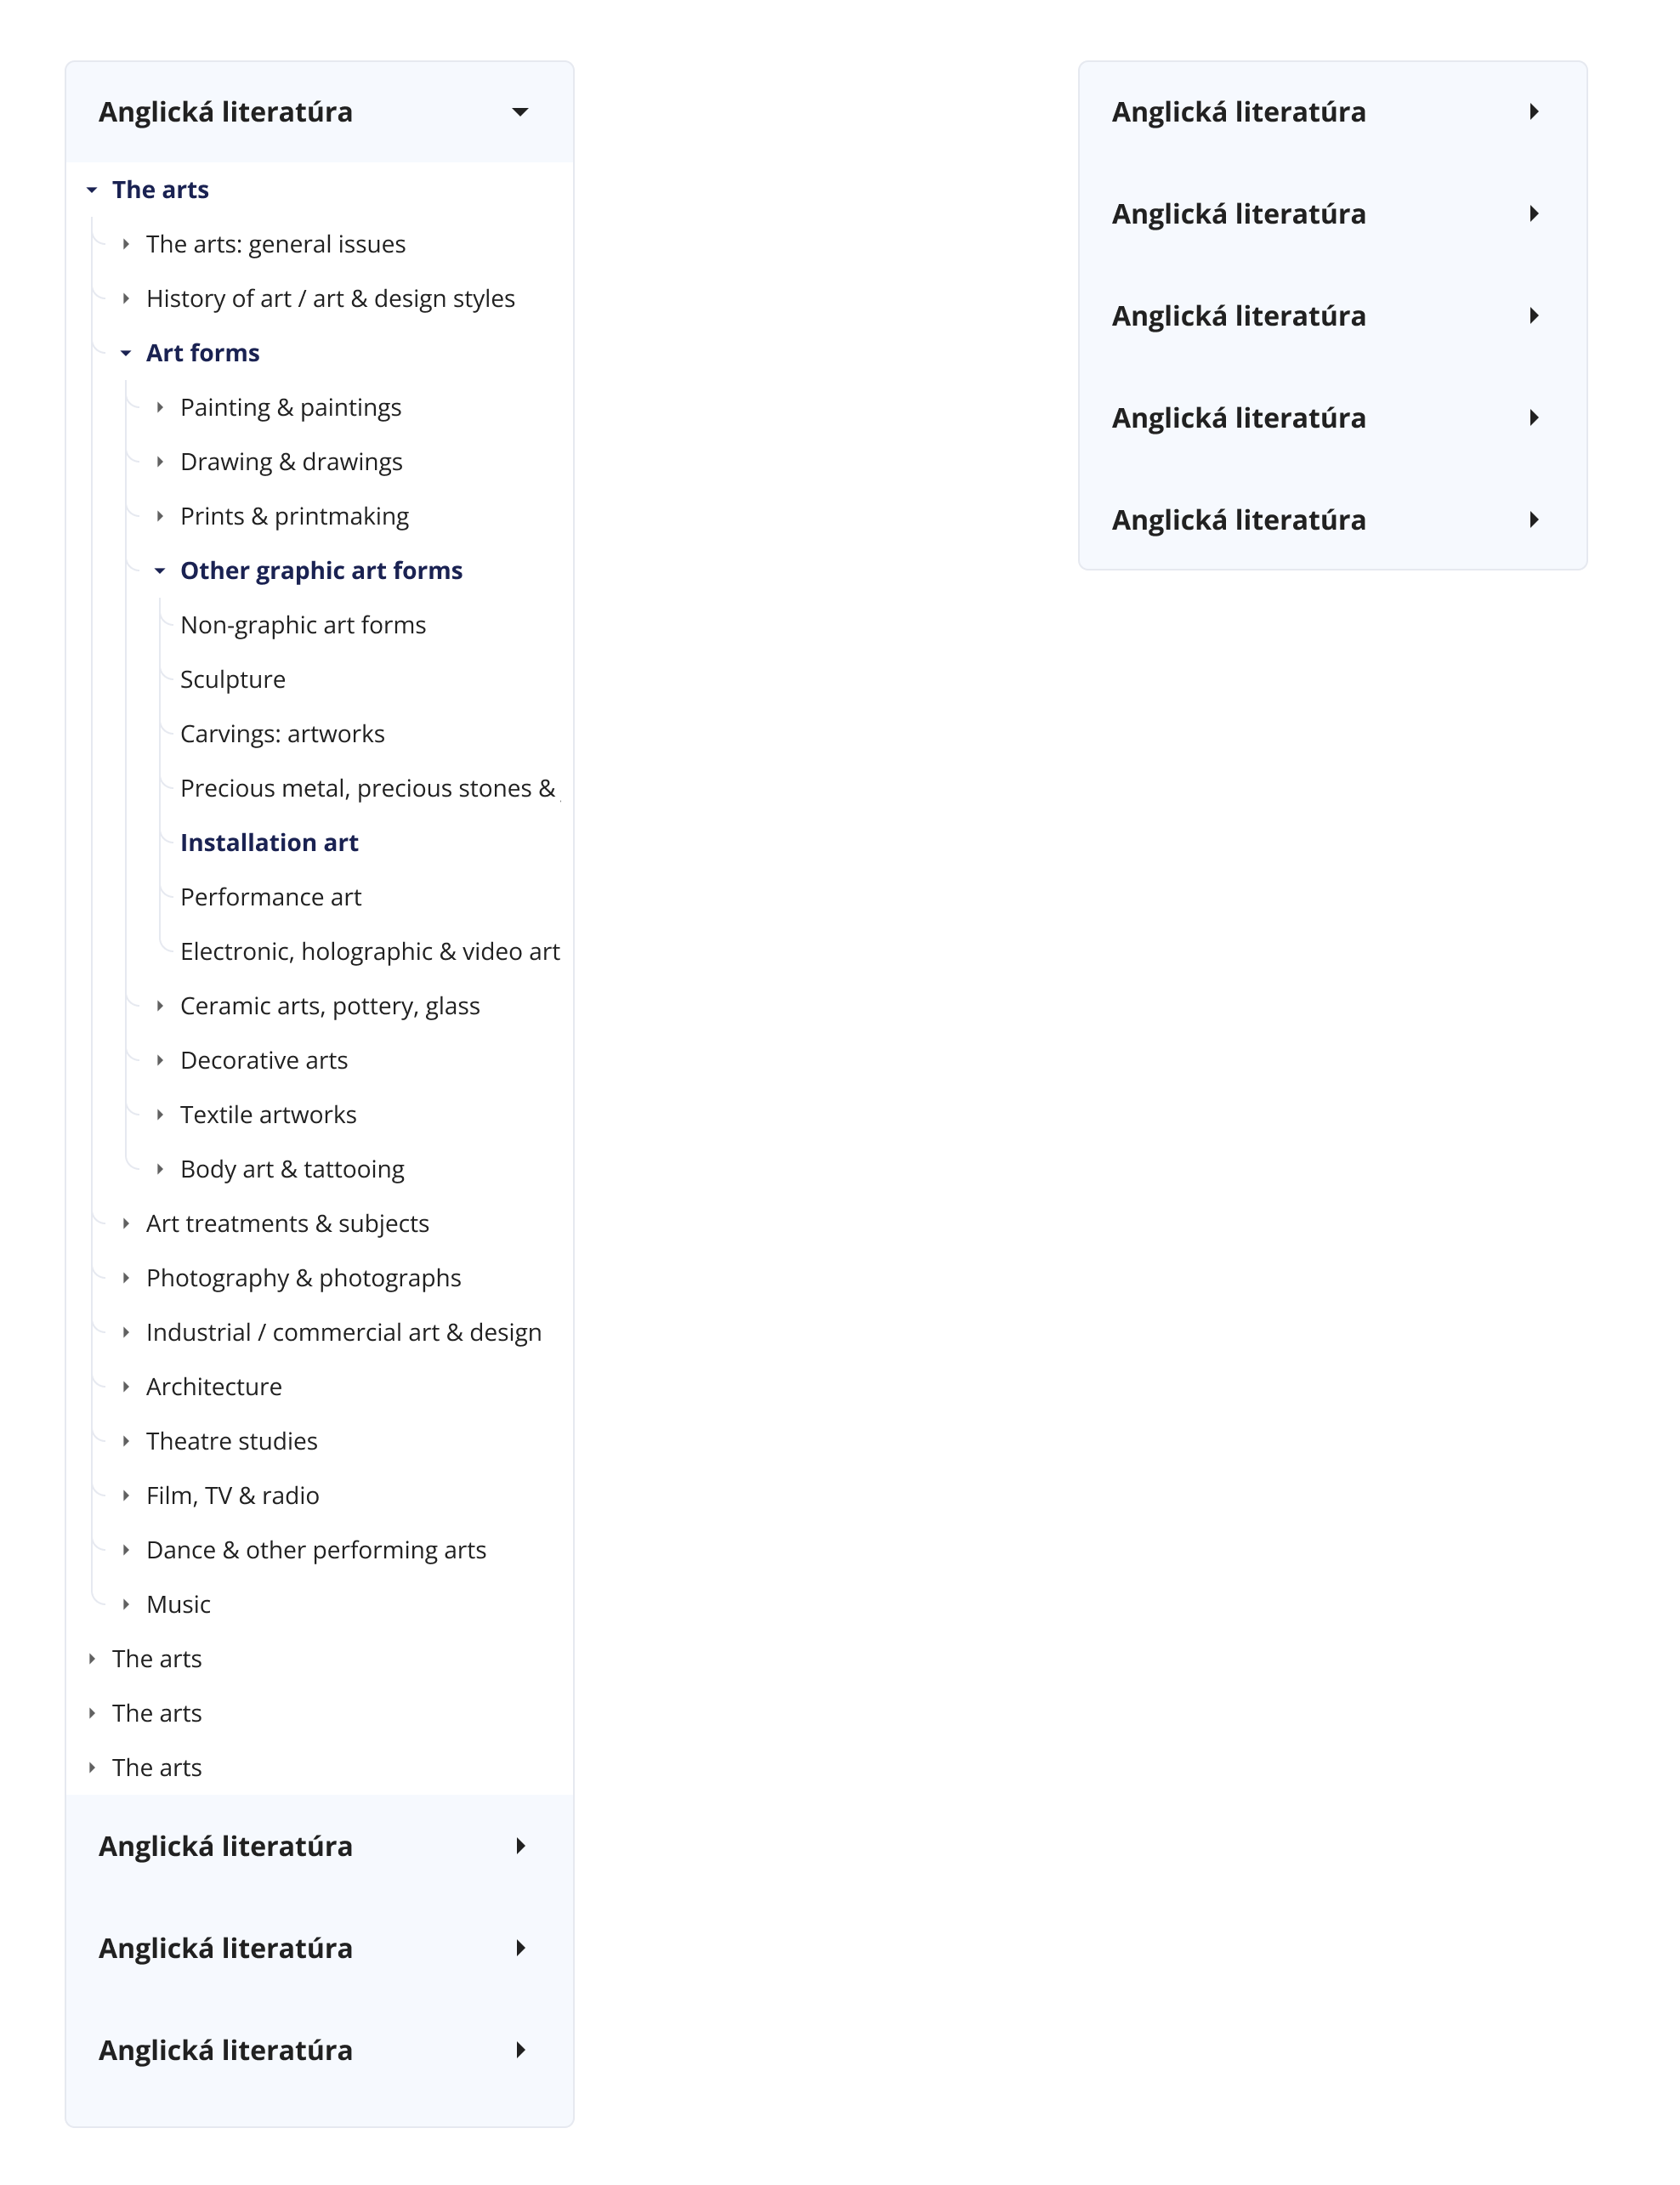 Anglická literatúra
The arts
The arts: general issues
History of art / art & design styles
Art forms
Painting & paintings
Drawing & drawings
Prints & printmaking
Other graphic art forms
Non-graphic art forms
Sculpture
Carvings: artworks
Precious metal, precious stones &
Installation art
Performance art
Electronic, holographic & video art
Ceramic arts, pottery, glass
Decorative arts
Textile artworks
Body art & tattooing
Art treatments & subjects
Photography & photographs
Industrial / commercial art & design
Architecture
Theatre studies
Film, TV & radio
Dance & other performing arts
Music
The arts
The arts
The arts
Anglická literatúra
Anglická literatúra
Anglická literatúra
Anglická literatúra
Anglická literatúra
Anglická literatúra
Anglická literatúra
Anglická literatúra